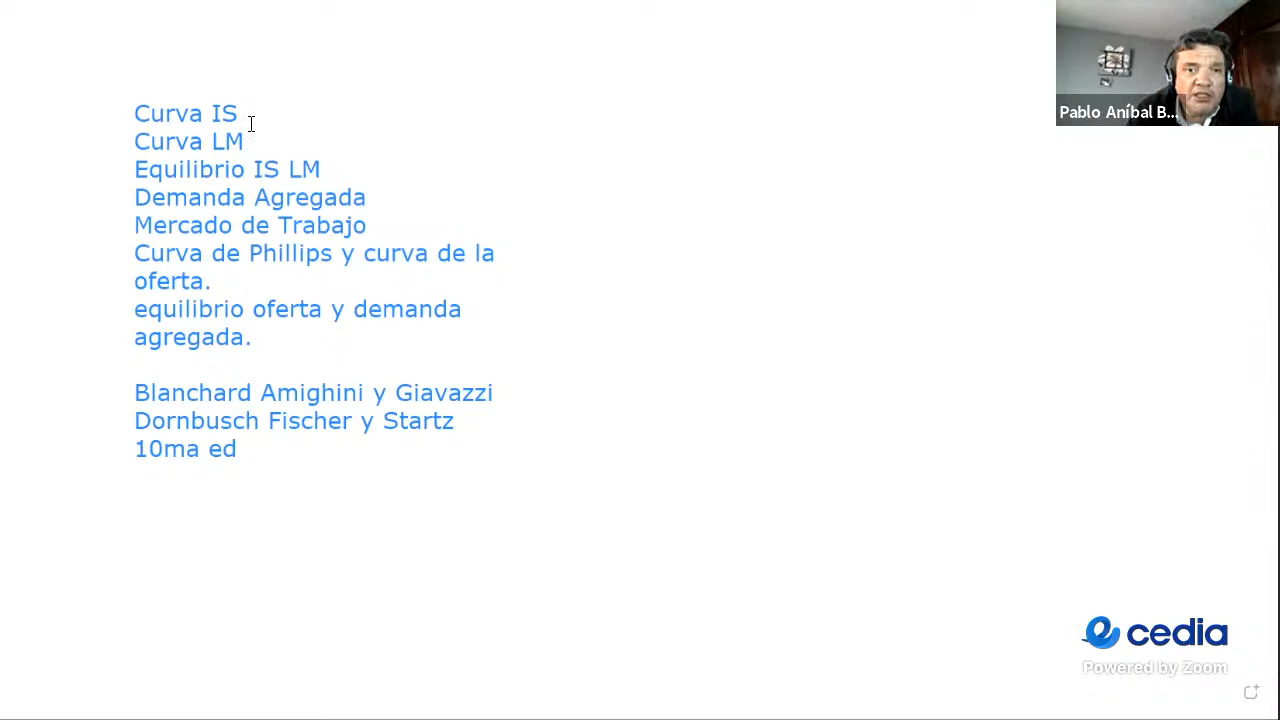 Curva IS
Curva LM
Equilibrio IS LM
Demanda Agregada
Mercado de Trabajo
Curva de Phillips y curva de la
oferta.
equilibrio oferta y demanda
agregada.
Blanchard Amighini y Giavazzi
Dornbusch Fischer y Startz
10ma ed
Pablo Aníbal B...
cedia
Powered by Zoom